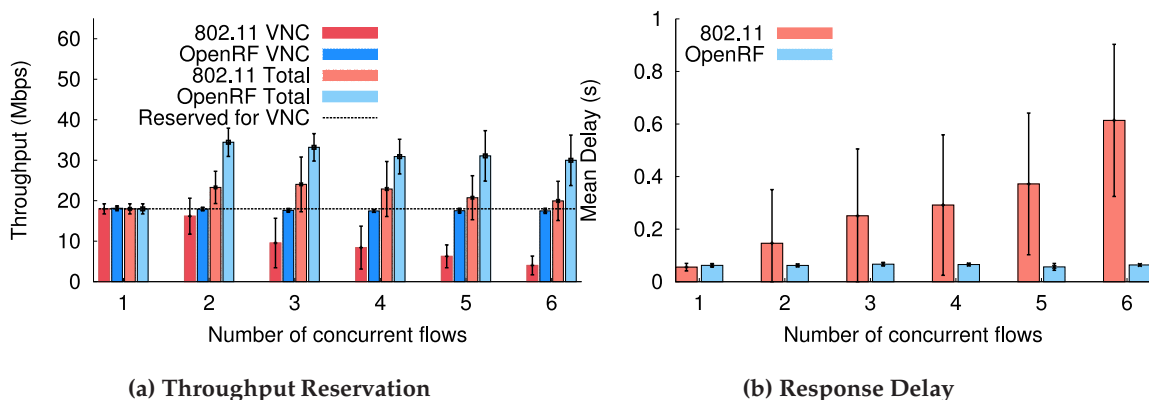 60
50
40
30
20
10
0
Throughput (Mbps)
802.11 VNC
OpenRF VNC
802.11 Total
OpenRF Total
Reserved for VNC
1 2 3 4 5 6
Number of concurrent flows
(a) Throughput Reservation
1
0.8
0.6
0.4
0.2
0
Mean Delay (s)
802.11
OpenRF
1 2 3 4 5 6
Number of concurrent flows
(b) Response Delay